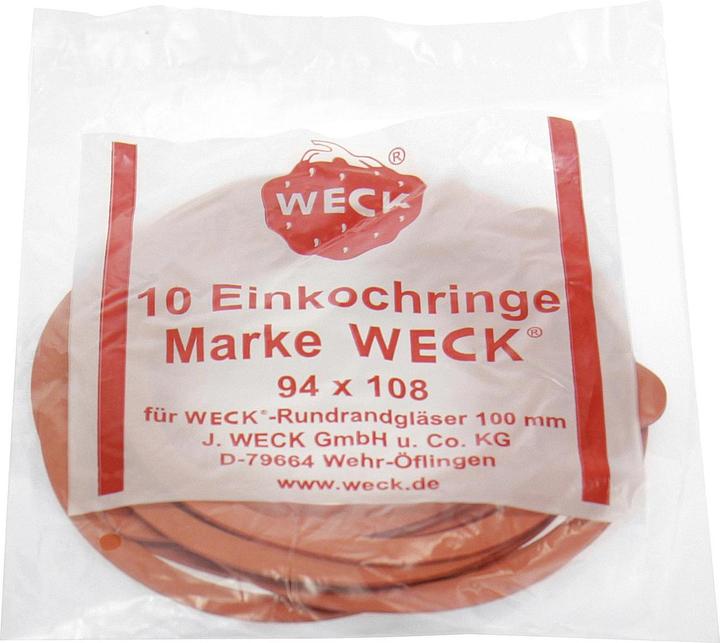 WECK ®
10 Einkochringe
Marke WECK®
94 x 108
für WECK®-Rundrandgläser 100 mm
J. WECK GmbH u. Co. KG
D-79664 Wehr-Öflingen
www.weck.de